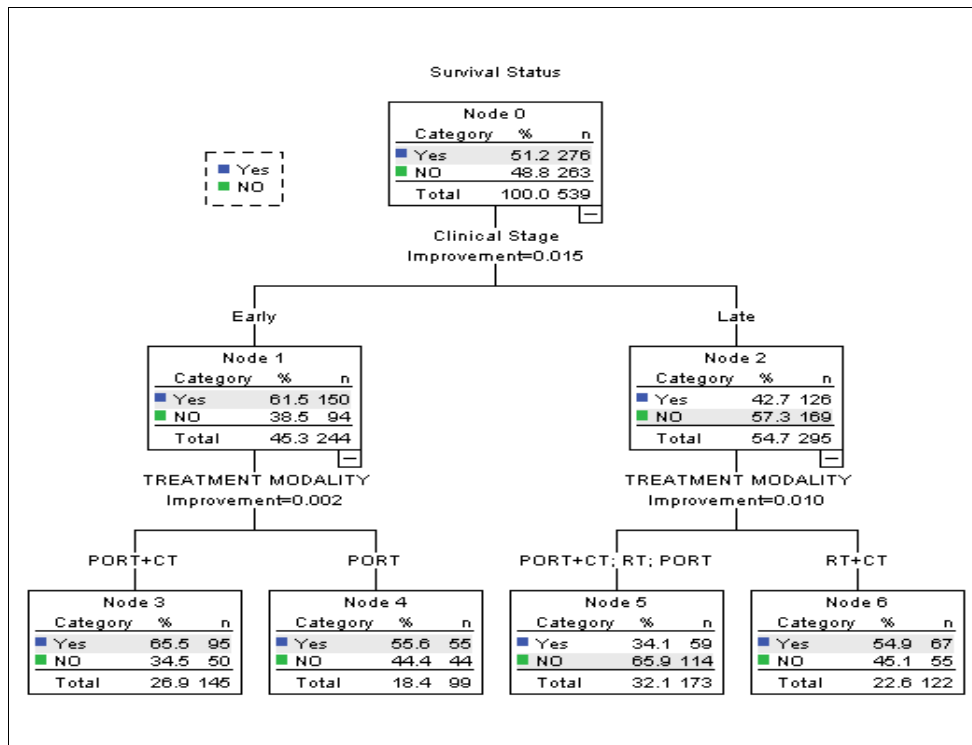 Survival Status
Node 0
Category % n
Yes 51.2 276
NO 48.8 263
Total 100.0 539
Yes
NO
Clinical Stage
Improvement=0.015
Early
Late
Node 1
Category % n
Yes 61.5 150
NO 38.5 94
Total 45.3 244
Node 2
Category % n
Yes 42.7 126
NO 57.3 169
Total 54.7 295
TREATMENT MODALITY
Improvement=0.002
TREATMENT MODALITY
Improvement=0.010
PORT+CT
PORT
PORT+CT; RT; PORT
RT+CT
Node 3
Category % n
Yes 65.5 95
NO 34.5 50
Total 26.9 145
Node 4
Category % n
Yes 55.6 55
NO 44.4 44
Total 18.4 99
Node 5
Category % n
Yes 34.1 59
NO 65.9 114
Total 32.1 173
Node 6
Category % n
Yes 54.9 67
NO 45.1 55
Total 22.6 122